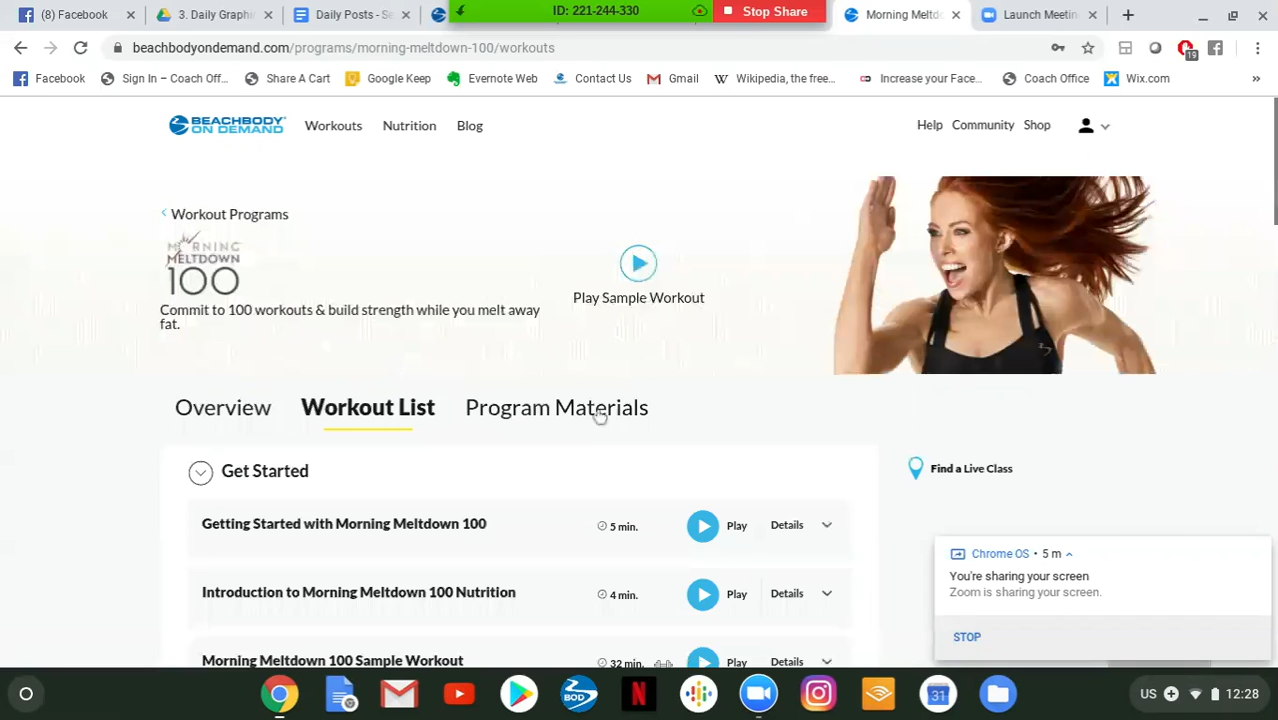 (8) Facebook
3. Daily Graphi
Daily Posts - Se
ID: 221-244-330
Stop Share
Morning Meltdo
Launch Meetin
beachbodyondemand.com/programs/morning-meltdown-100/workouts
19
Facebook
Sign In – Coach Off...
Share A Cart
Google Keep
Evernote Web
Contact Us
Gmail
Wikipedia, the free...
Increase your Face...
Coach Office
Wix.com
»
BEACHBODY
ON DEMAND
Workouts
Nutrition
Blog
Help
Community
Shop
Workout Programs
MORNING
MELTDOWN
100
Commit to 100 workouts & build strength while you melt away
fat.
Play Sample Workout
Overview
Workout List
Program Materials
Get Started
Find a Live Class
Getting Started with Morning Meltdown 100
5 min.
Play
Details
Introduction to Morning Meltdown 100 Nutrition
4 min.
Play
Details
Morning Meltdown 100 Sample Workout
32 min.
Play
Details
Chrome OS • 5 m
You're sharing your screen
Zoom is sharing your screen.
STOP
BOD
N
31
US
12:28